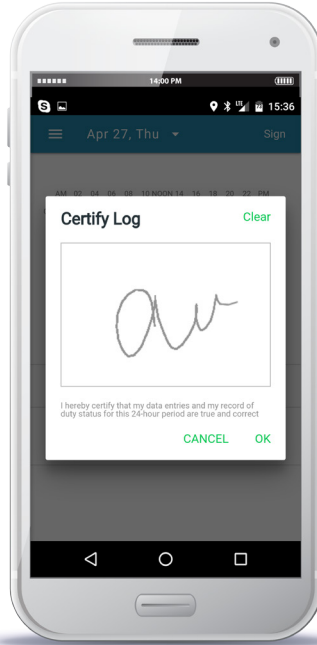 14:00 PM
15:36
Apr 27, Thu
Sign
AM 02 04 06 08 10 NOON 14 16 18 20 22 PM
Certify Log
Clear
I hereby certify that my data entries and my record of
duty status for this 24-hour period are true and correct
CANCEL OK